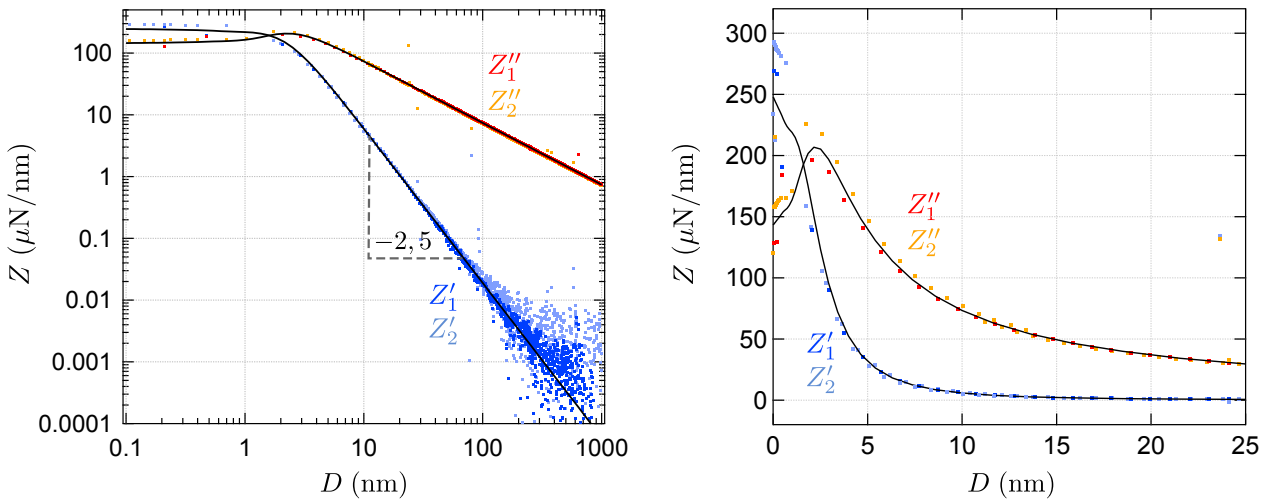 100
10
1
0.1
0.01
0.001
0.0001
Z (μN/nm)
Z₁″
Z₂″
−2, 5
Z₁′
Z₂′
0.1 1 10 100 1000
D (nm)
300
250
200
150
100
50
0
Z (μN/nm)
Z₁″
Z₂″
Z₁′
Z₂′
0 5 10 15 20 25
D (nm)